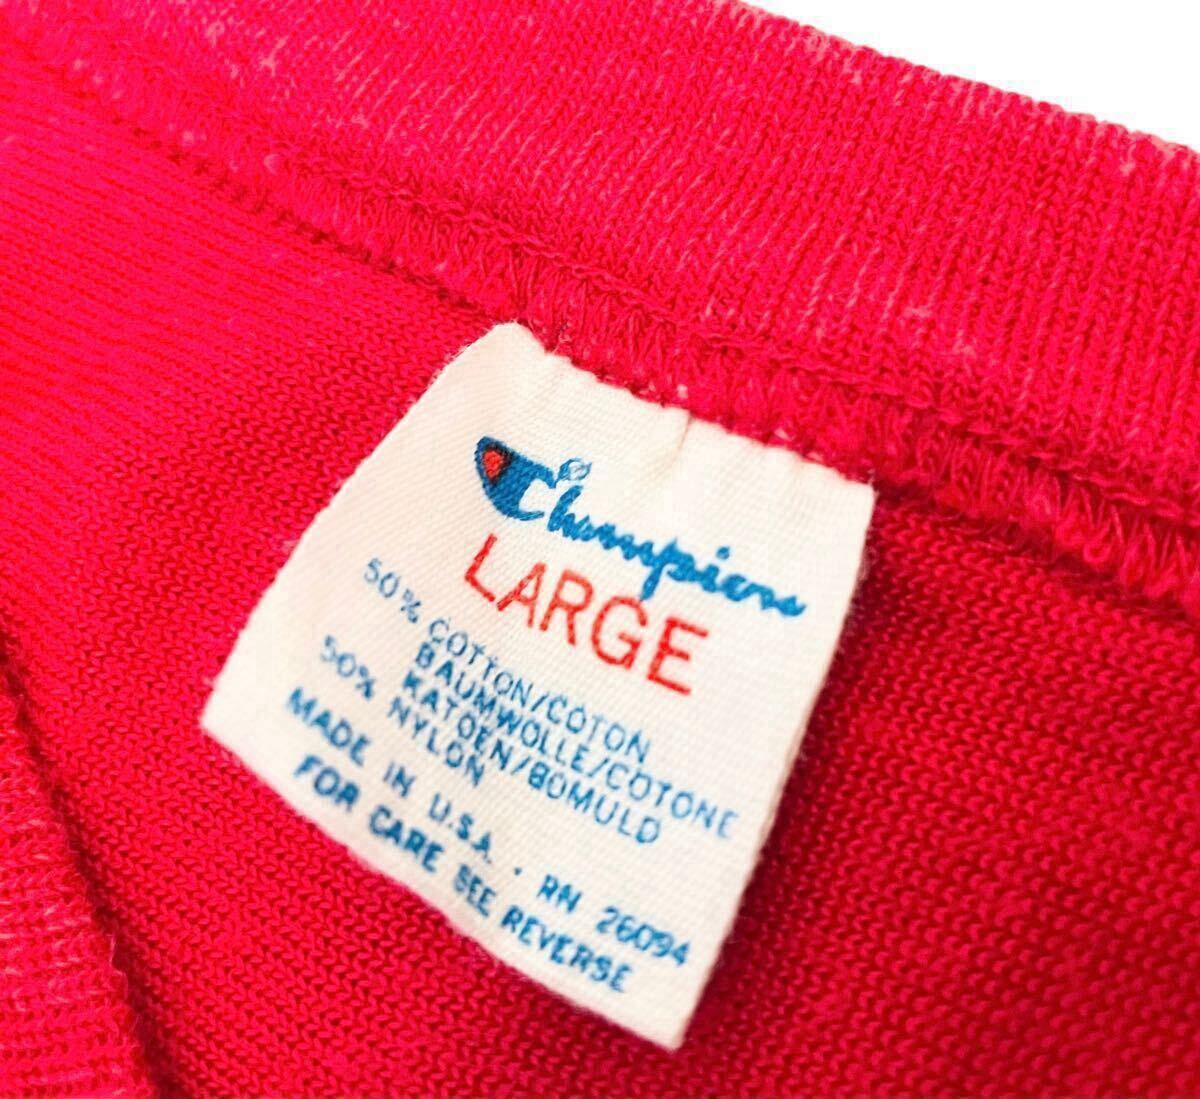 Champion
LARGE
50% COTTON/COTON
BAUMWOLLE/COTONE
KATOEN/BOMULD
50% NYLON
MADE IN U.S.A. • RN 26094
FOR CARE SEE REVERSE